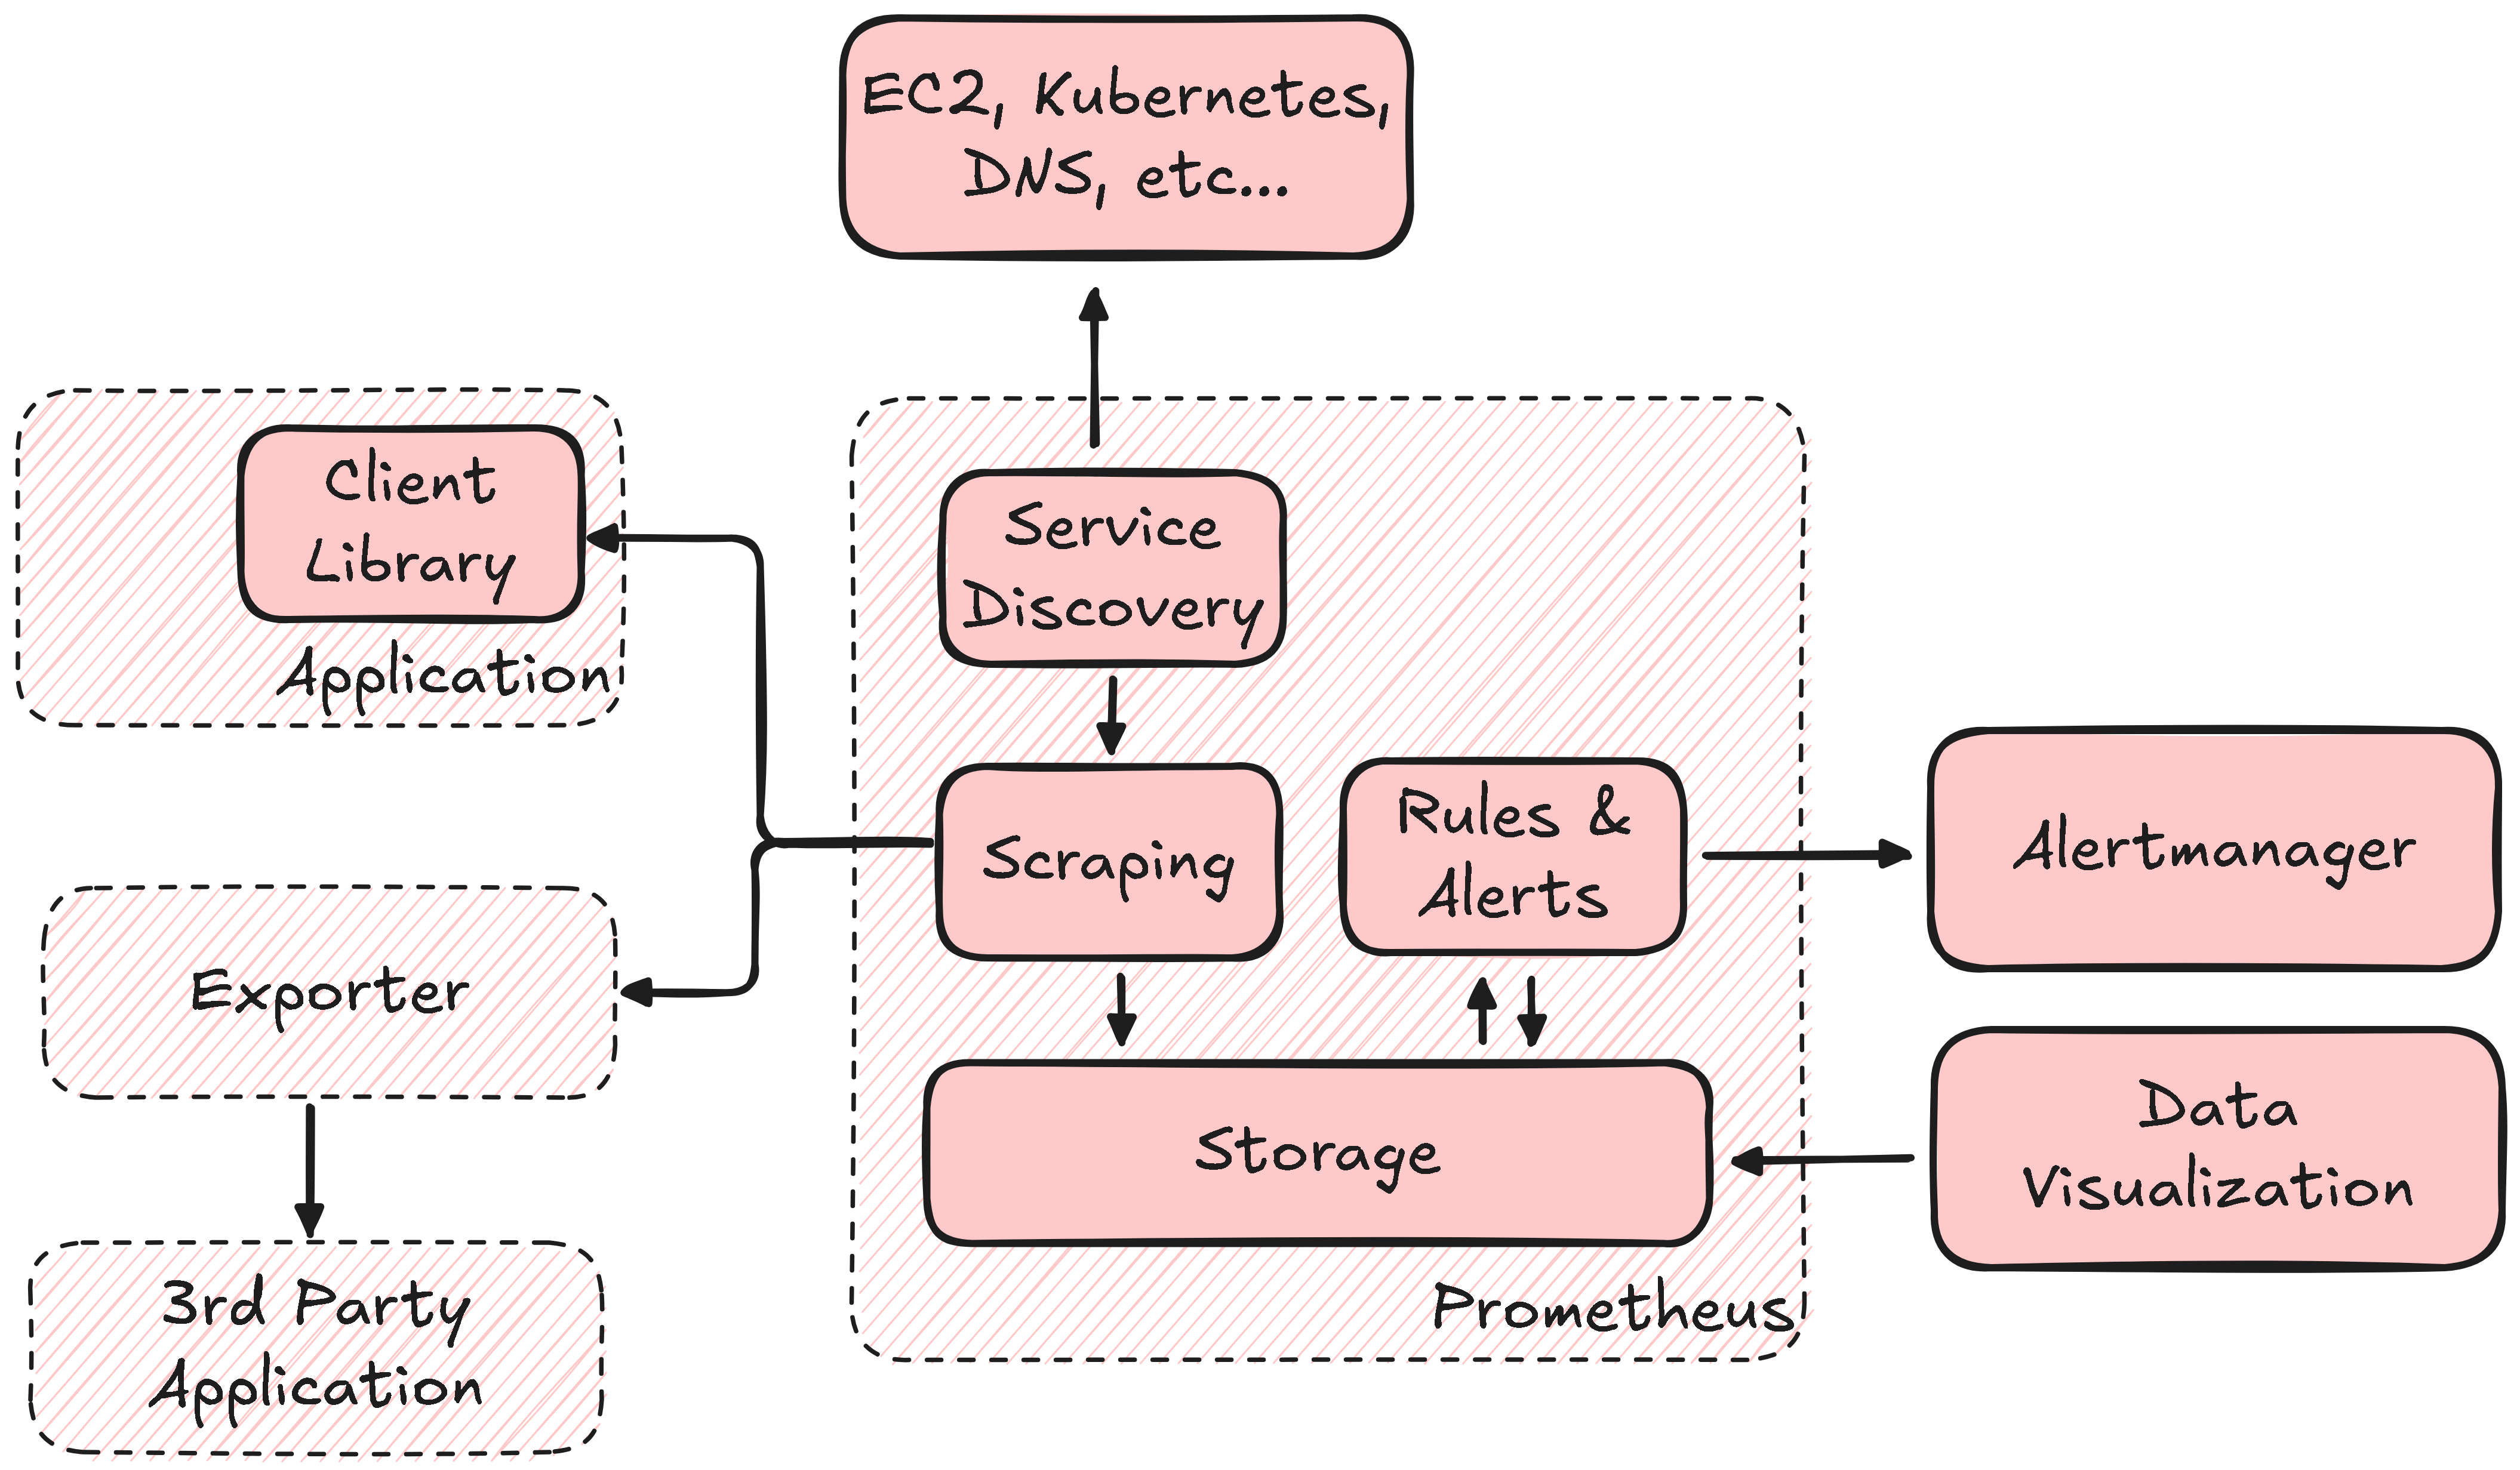 EC2, Kubernetes,
DNS, etc...
Client
Library
Application
Service
Discovery
Scraping
Rules &
Alerts
Alertmanager
Exporter
Storage
Data
Visualization
Prometheus
3rd Party
Application